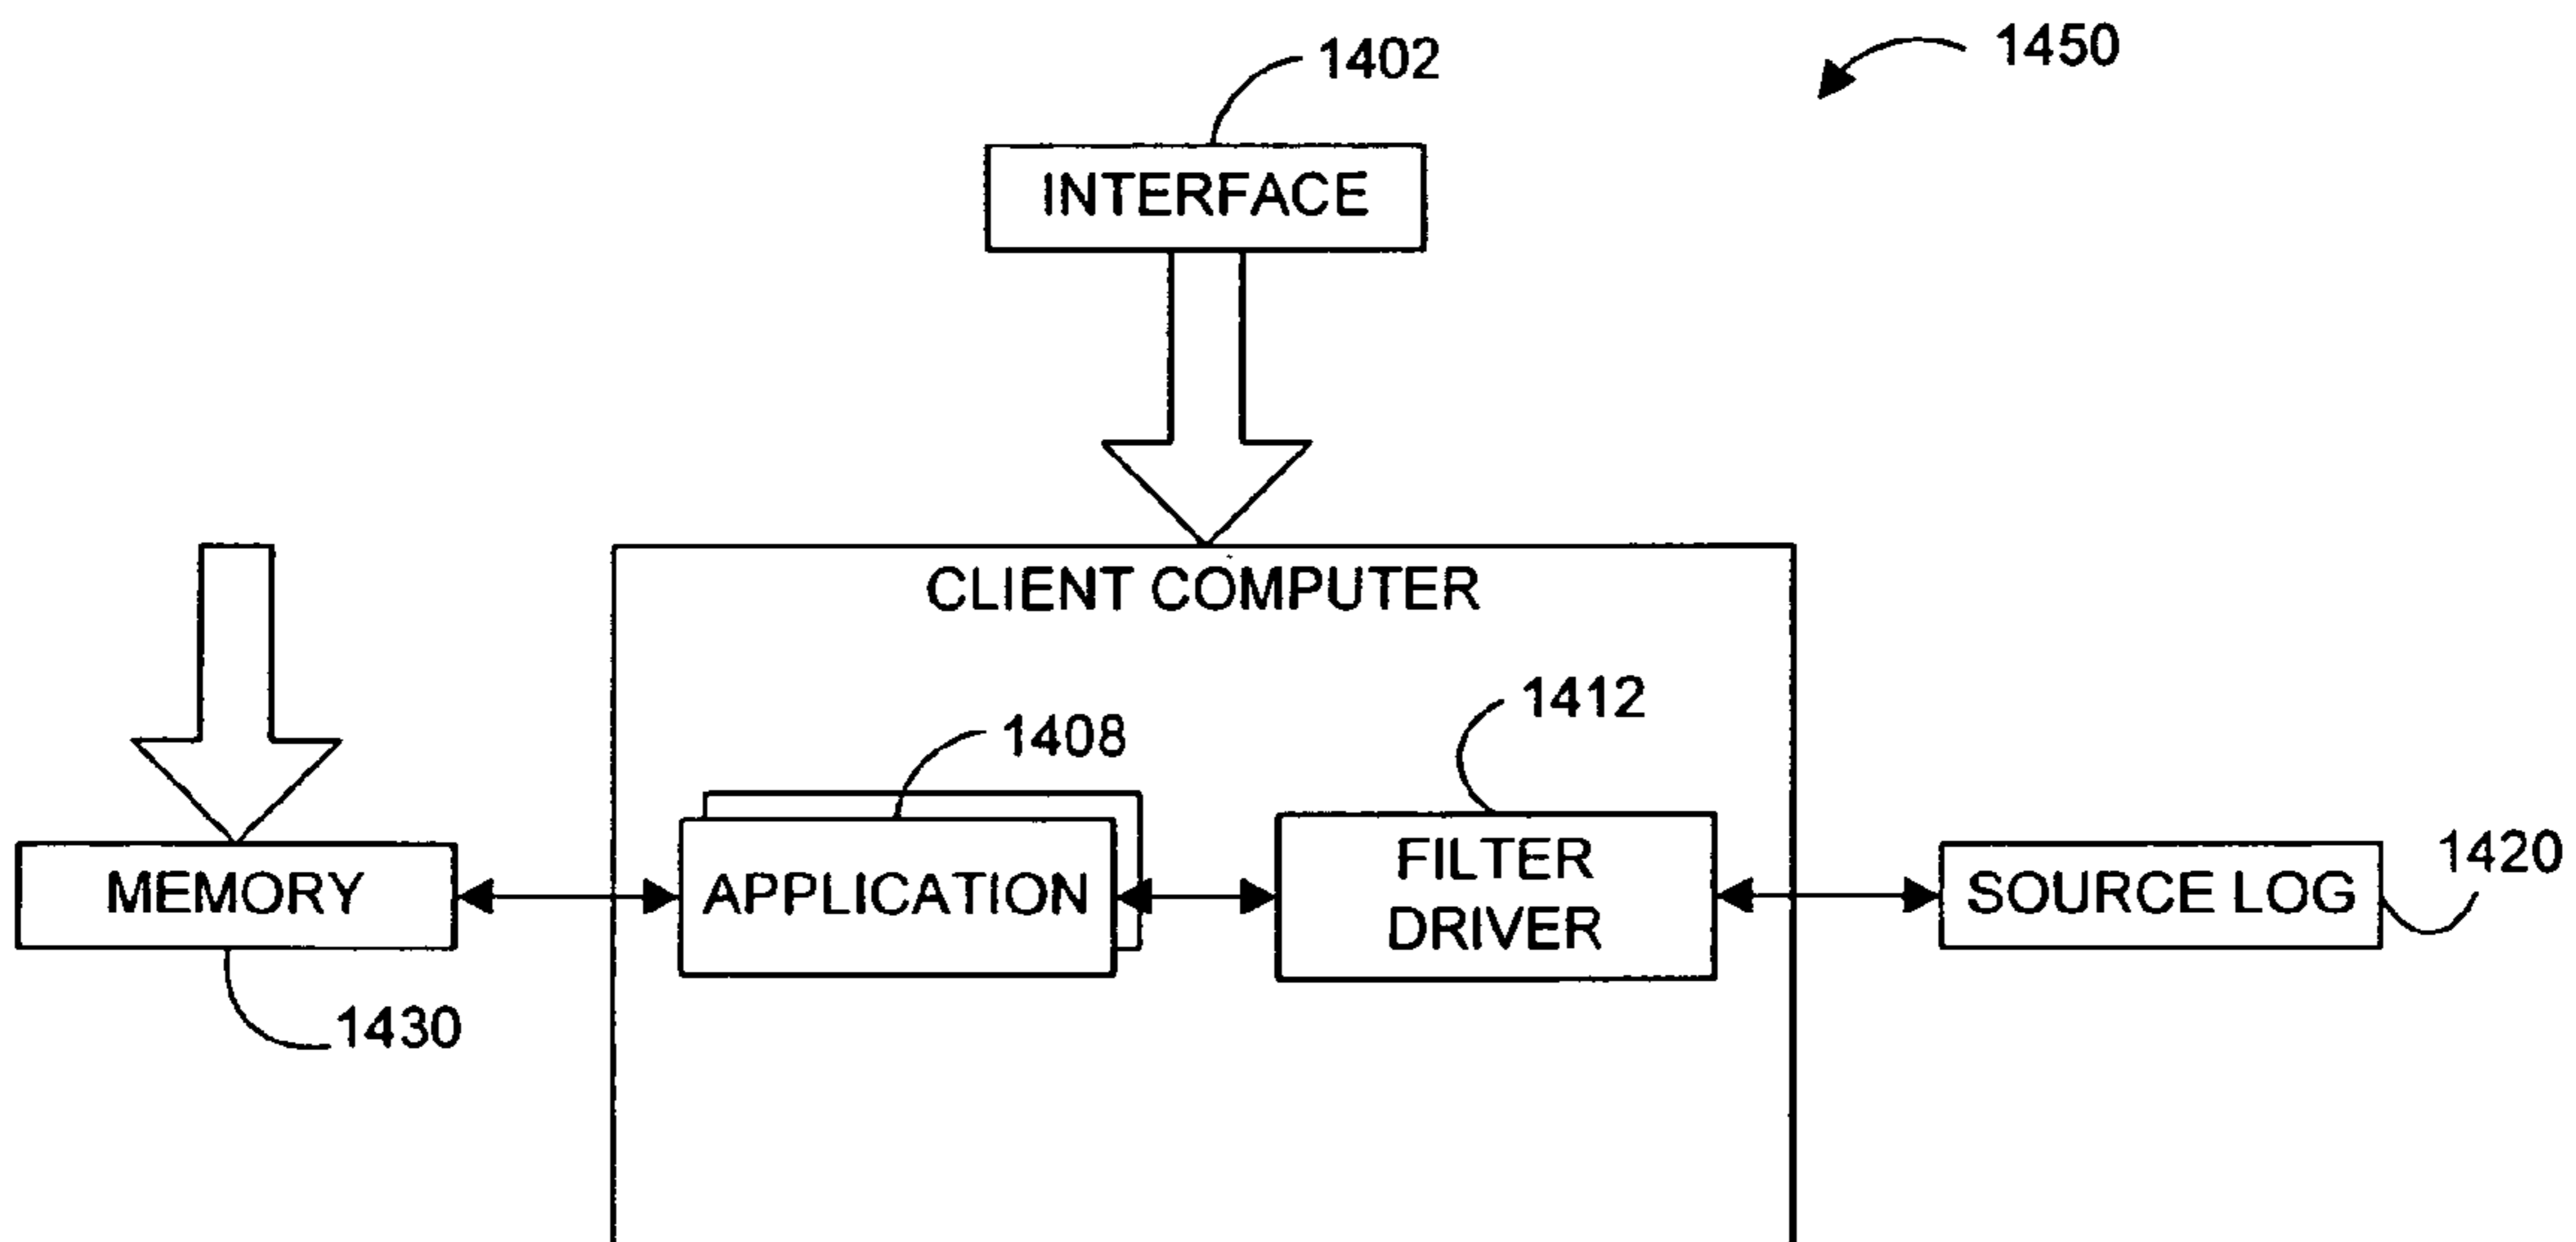 1450
1402
INTERFACE
CLIENT COMPUTER
1412
1408
FILTER
DRIVER
1420
MEMORY
APPLICATION
SOURCE LOG
1430